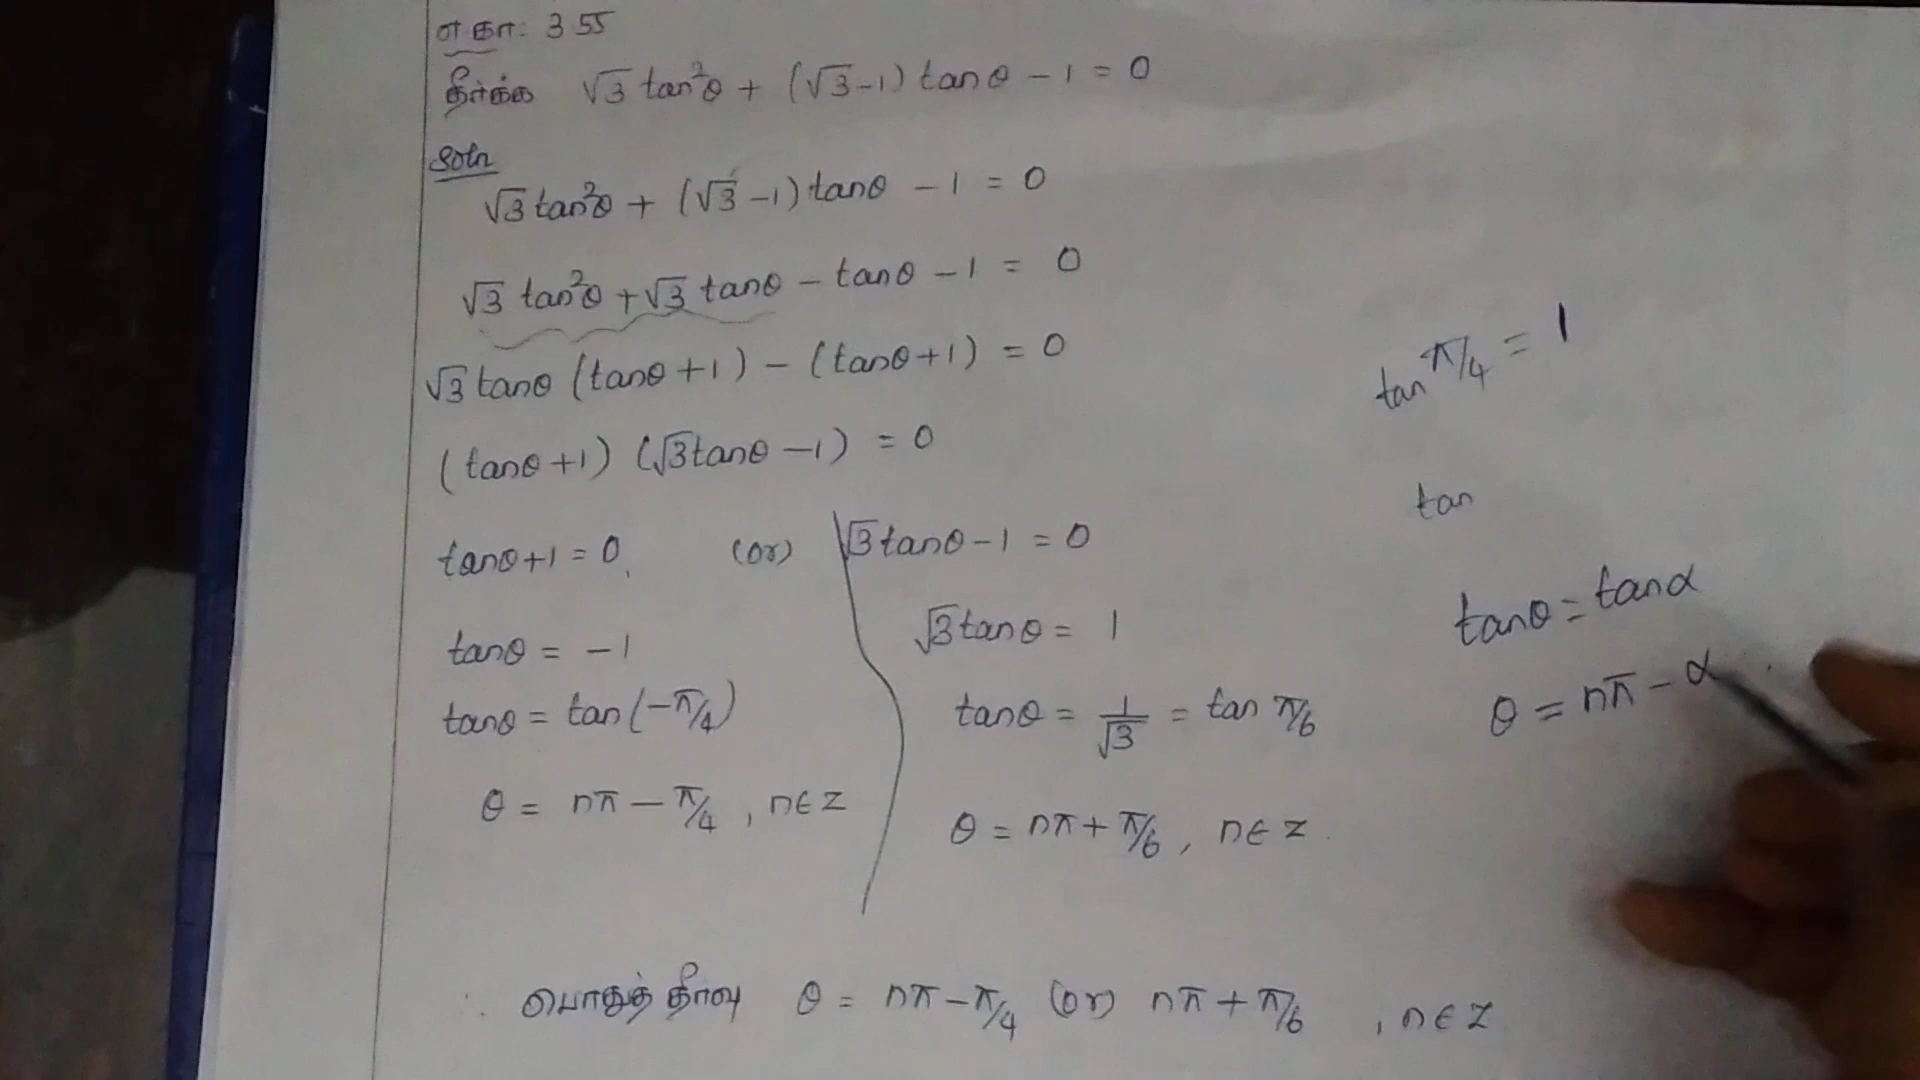 எ.கா: 3.55
தீர்க்க √3 tan²θ + (√3-1) tanθ - 1 = 0
Soln
√3 tan²θ + (√3-1) tanθ - 1 = 0
√3 tan²θ + √3 tanθ - tanθ - 1 = 0
√3 tanθ (tanθ+1) - (tanθ+1) = 0
(tanθ+1) (√3tanθ-1) = 0
tanθ+1 = 0, (or) √3tanθ-1 = 0
tanθ = -1
tanθ = tan(-π/4)
θ = nπ - π/4, n∈Z
√3tanθ = 1
tanθ = 1/√3 = tan π/6
θ = nπ + π/6, n∈Z.
tan π/4 = 1
tan
tanθ = tanα
θ = nπ - α
∴ பொதுத் தீர்வு θ = nπ - π/4 (or) nπ + π/6, n∈Z